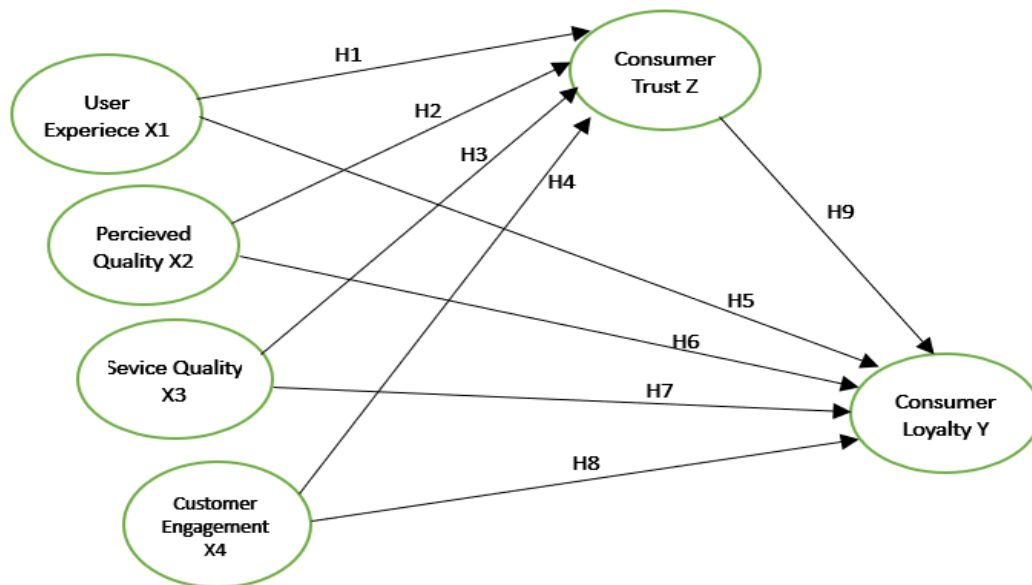 Consumer
Trust Z
H1
User
Experiece X1
H2
H3
H4
H9
Percieved
Quality X2
H5
H6
Sevice Quality
X3
H7
Consumer
Loyalty Y
H8
Customer
Engagement
X4